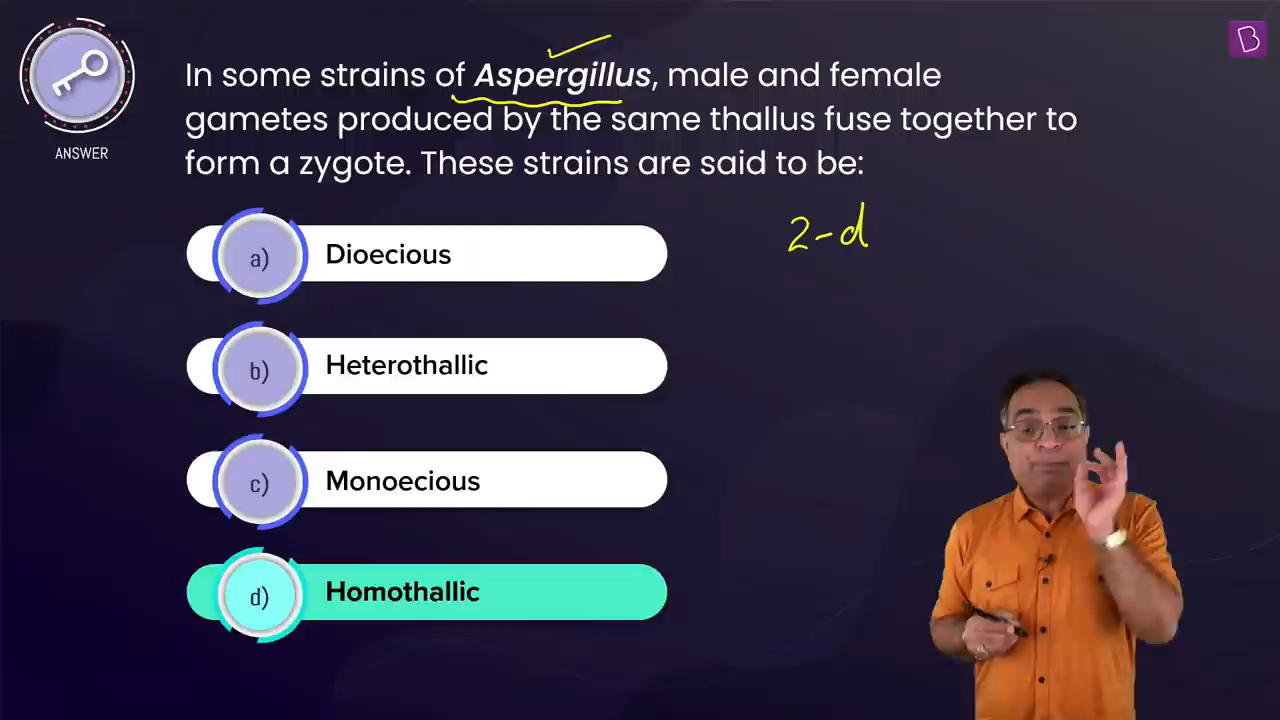 In some strains of Aspergillus, male and female
gametes produced by the same thallus fuse together to
form a zygote. These strains are said to be:
ANSWER
2-d
a) Dioecious
b) Heterothallic
c) Monoecious
d) Homothallic
B